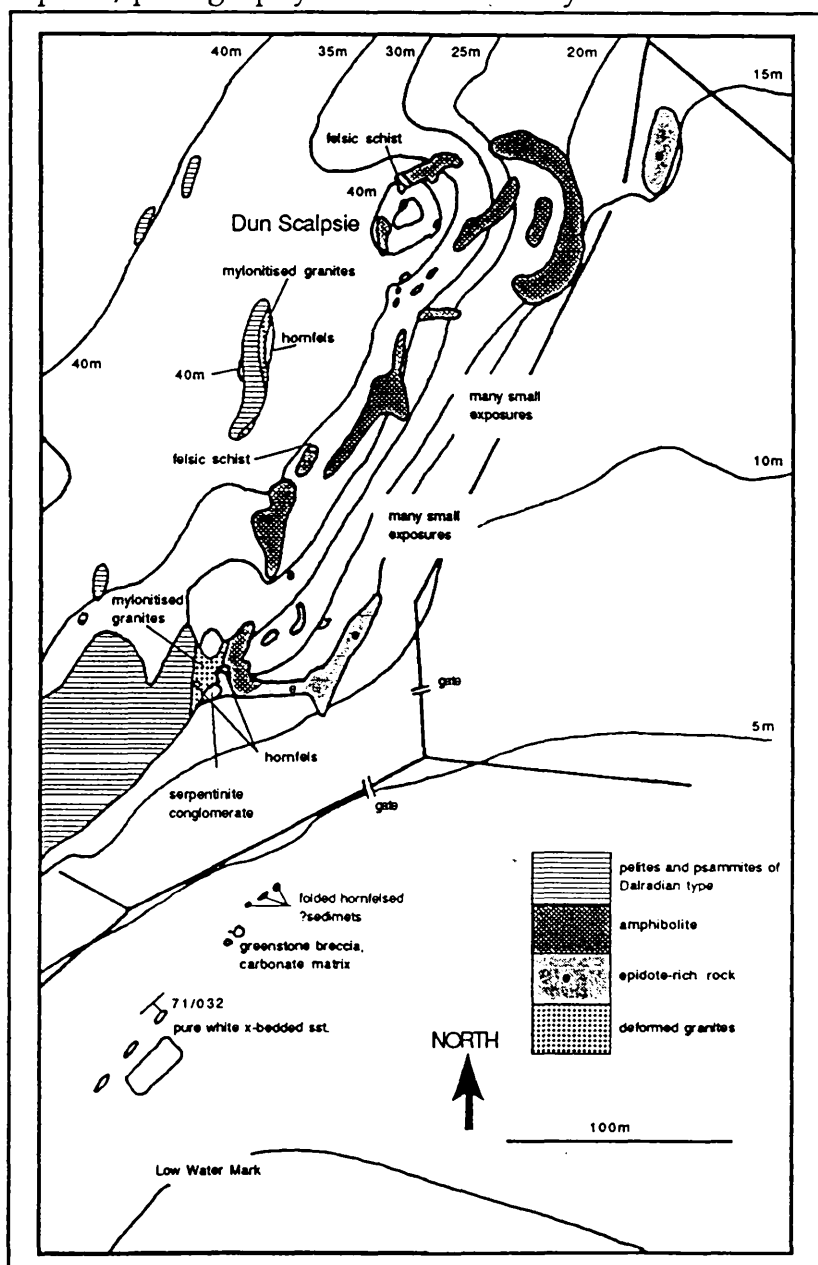 40m
35m
30m
25m
20m
15m
felsic schist
40m
Dun Scalpsie
mylonitised
granites
hornfels
40m
40m
many small
exposures
felsic schist
10m
many small
exposures
mylonitised
granites
gate
5m
hornfels
serpentinite
conglomerate
gate
pelites and psammites of
Dalradian type
folded hornfelsed
?sedimets
amphibolite
greenstone breccia,
carbonate matrix
epidote-rich rock
71/032
pure white x-bedded sst.
NORTH
deformed granites
100m
Low Water Mark